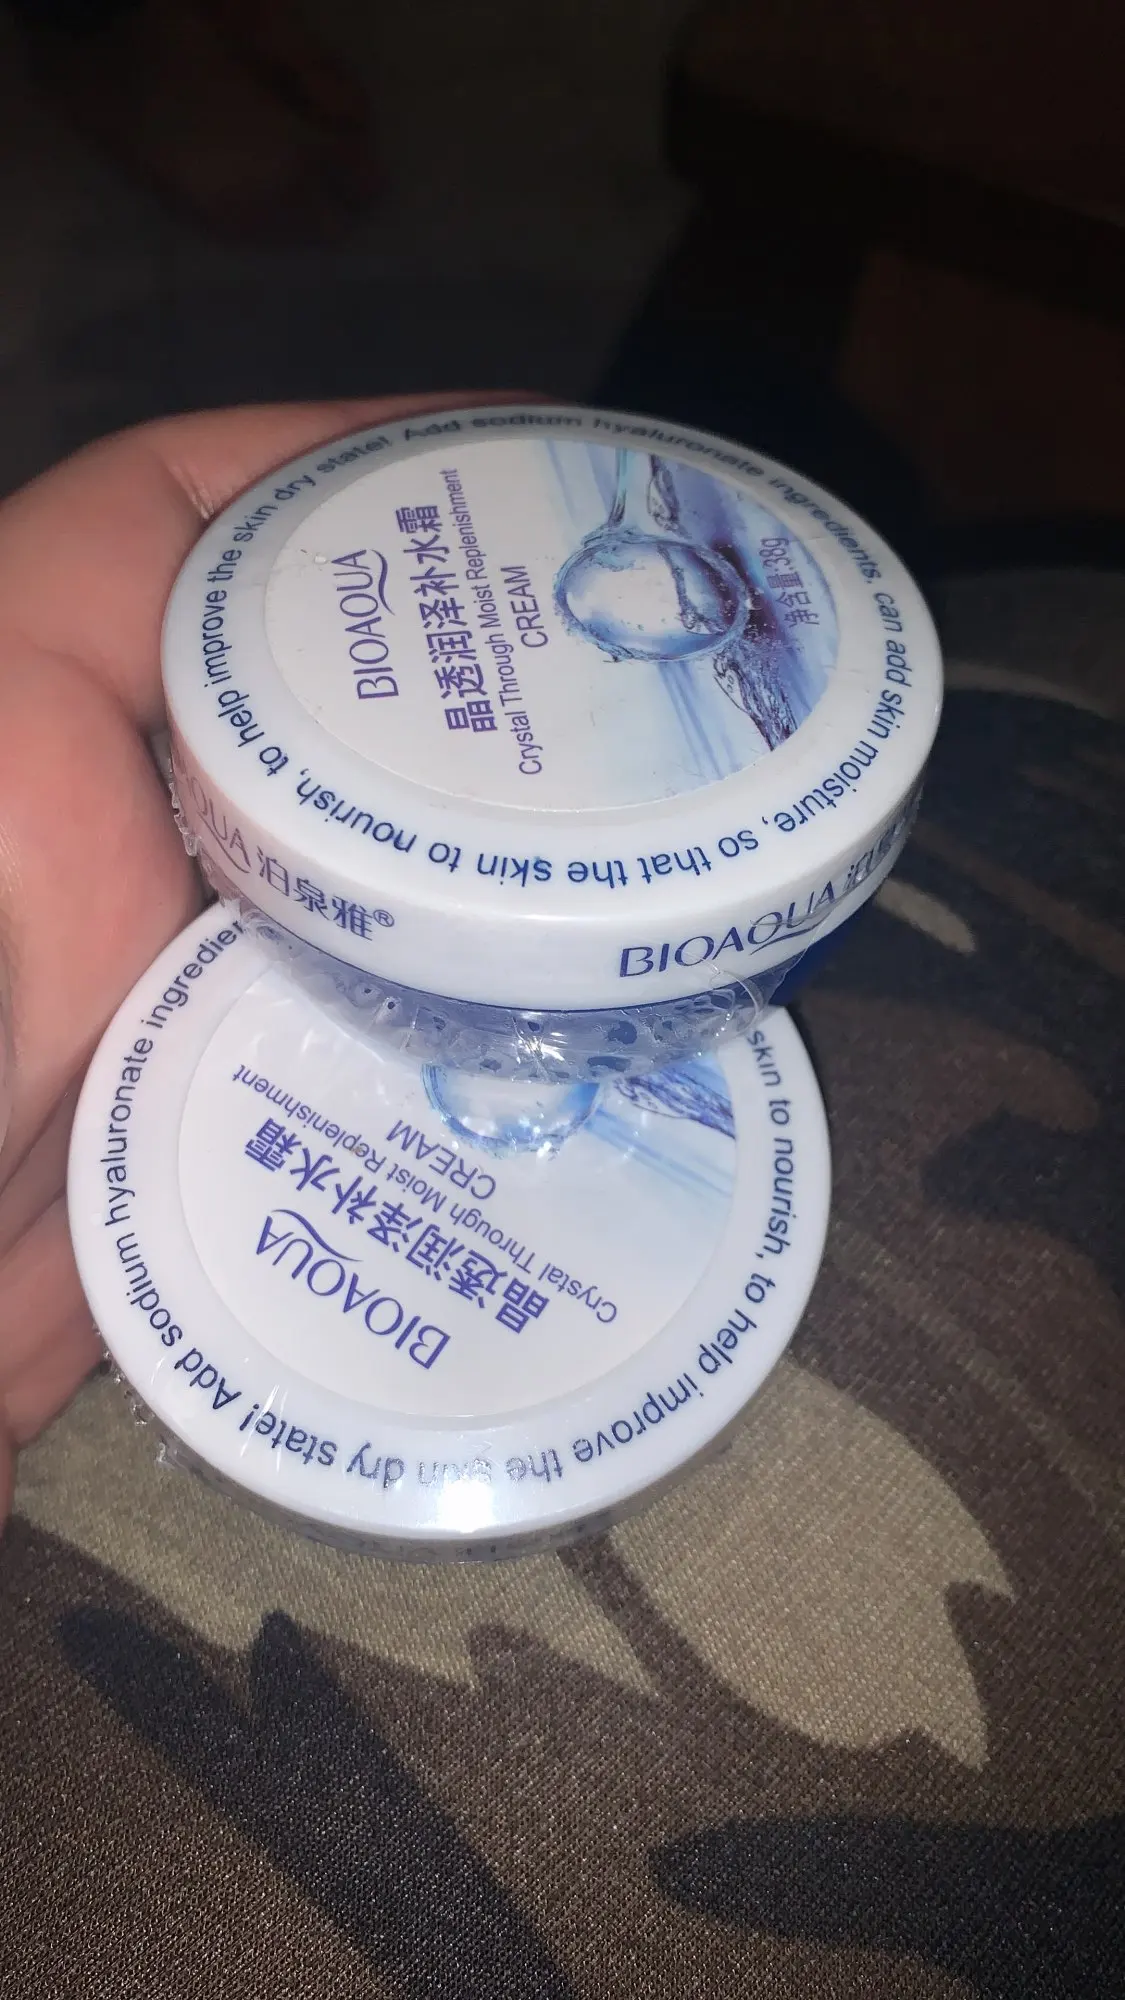 BIOAQUA
晶透润泽补水霜
Crystal Through Moist Replenishment
CREAM
净含量:38g
Add sodium hyaluronate ingredients, can add skin moisture, so that the skin to nourish, to help improve the skin dry state!
QUA 泊泉雅®
BIOAQUA 泊
BIOAQUA
晶透润泽补水霜
Crystal Through Moist Replenishment
CREAM
skin to nourish, to help improve the skin dry state! Add sodium hyaluronate ingredien